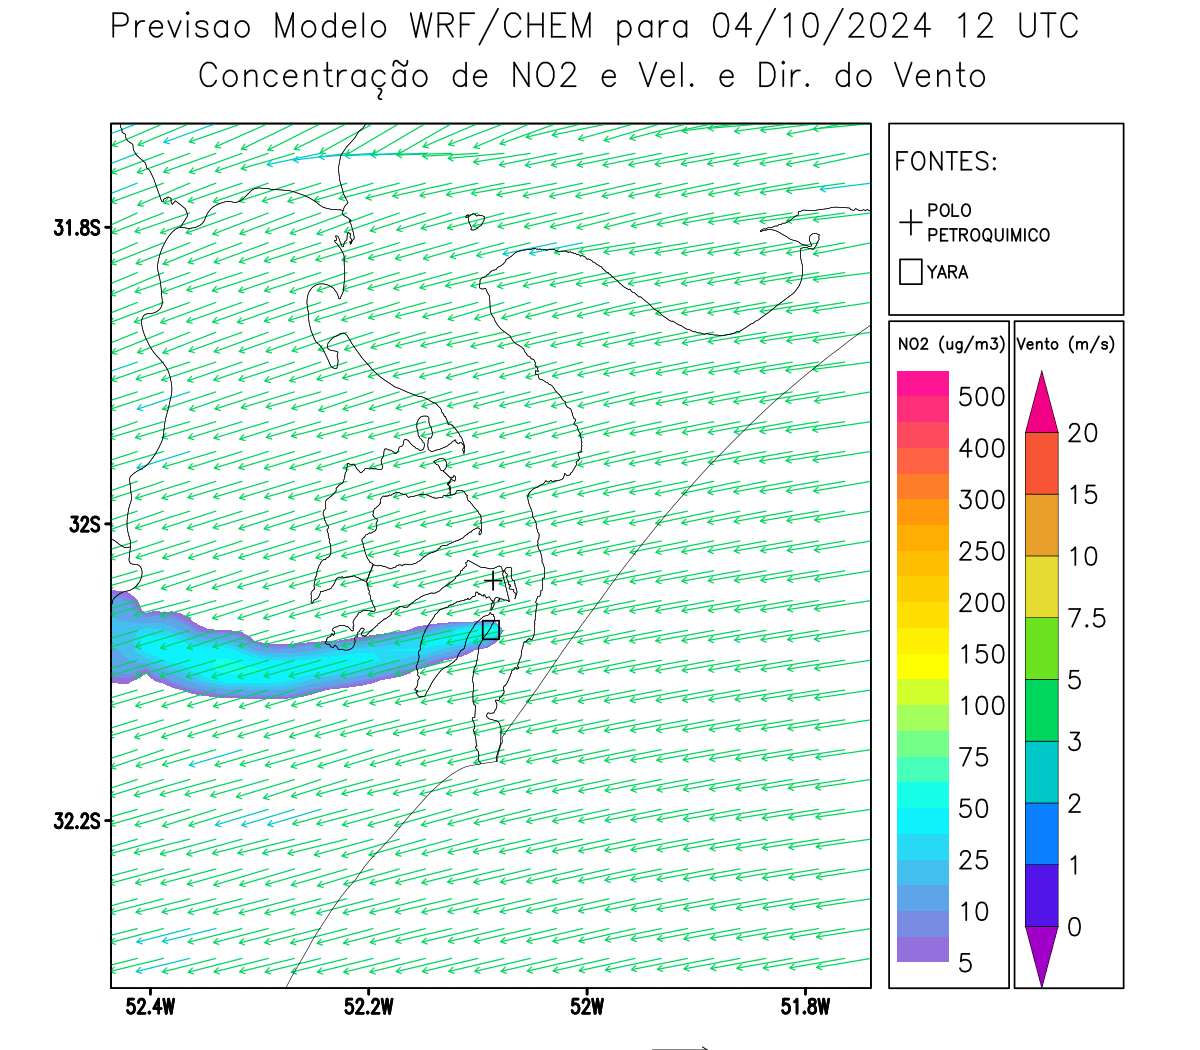 Previsao Modelo WRF/CHEM para 04/10/2024 12 UTC
Concentração de NO2 e Vel. e Dir. do Vento
FONTES:
POLO
PETROQUIMICO
YARA
31.8S
32S
32.2S
52.4W
52.2W
52W
51.8W
NO2 (ug/m3)
500
400
300
250
200
150
100
75
50
25
10
5
Vento (m/s)
20
15
10
7.5
5
3
2
1
0